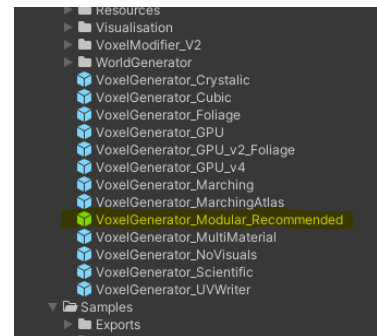 Resources
Visualisation
VoxelModifier_V2
WorldGenerator
VoxelGenerator_Crystalic
VoxelGenerator_Cubic
VoxelGenerator_Foliage
VoxelGenerator_GPU
VoxelGenerator_GPU_v2_Foliage
VoxelGenerator_GPU_v4
VoxelGenerator_Marching
VoxelGenerator_MarchingAtlas
VoxelGenerator_Modular_Recommended
VoxelGenerator_MultiMaterial
VoxelGenerator_NoVisuals
VoxelGenerator_Scientific
VoxelGenerator_UVWriter
Samples
Exports